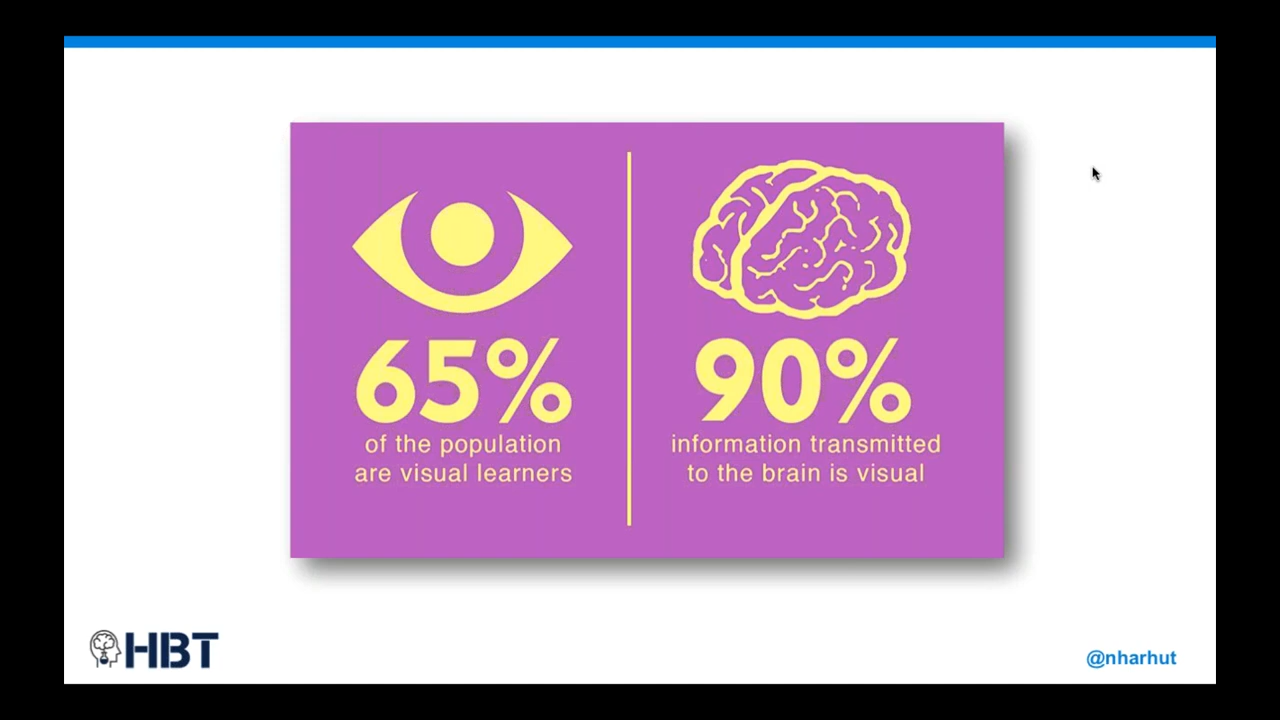 65%
of the population
are visual learners
90%
information transmitted
to the brain is visual
HBT
@nharhut